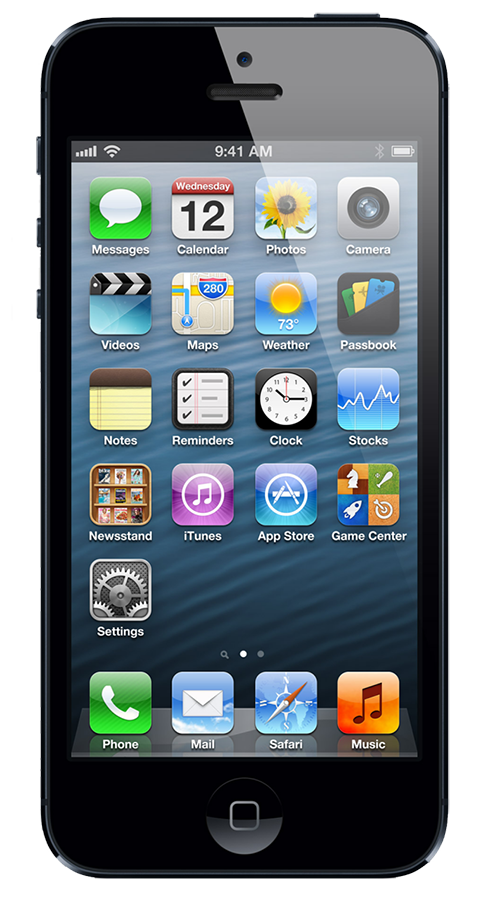 9:41 AM
Wednesday
12
280
73°
Messages Calendar Photos Camera
Videos Maps Weather Passbook
Notes Reminders Clock Stocks
Newsstand iTunes App Store Game Center
Settings
Phone Mail Safari Music